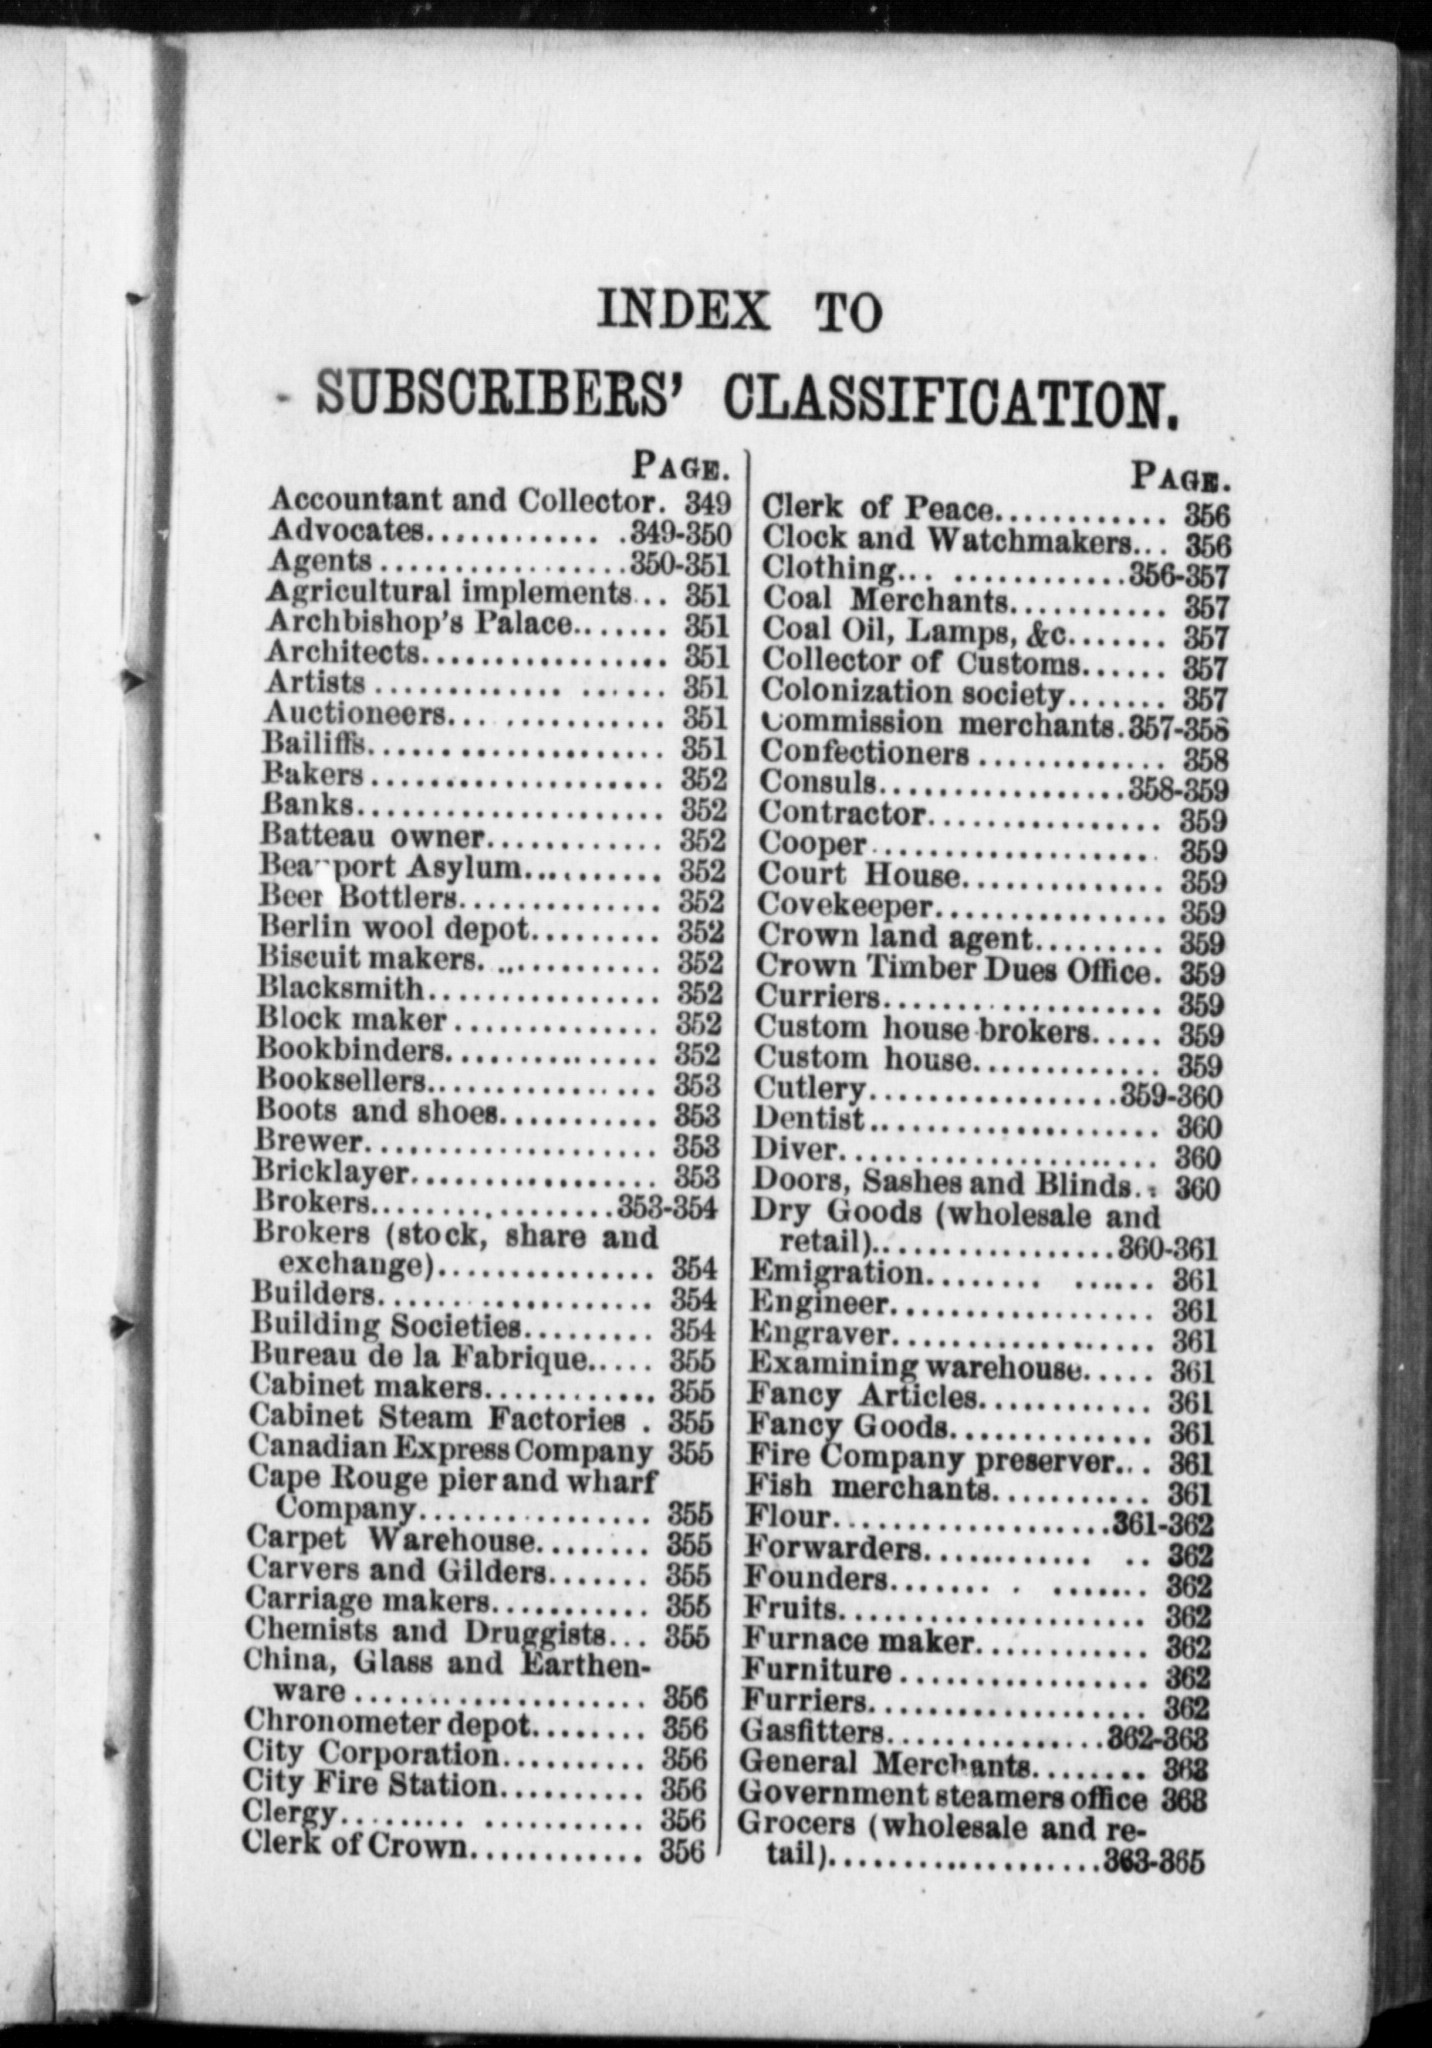 INDEX TO
SUBSCRIBERS' CLASSIFICATION.
PAGE.
Accountant and Collector. 349
Advocates..............349-350
Agents.................350-351
Agricultural implements... 351
Archbishop's Palace....... 351
Architects................. 351
Artists ................... 351
Auctioneers............... 351
Bailiffs.................... 351
Bakers.................... 352
Banks..................... 352
Batteau owner............ 352
Beauport Asylum.......... 352
Beer Bottlers.............. 352
Berlin wool depot......... 352
Biscuit makers............ 352
Blacksmith................ 352
Block maker.............. 352
Bookbinders.............. 352
Booksellers................ 353
Boots and shoes........... 353
Brewer.................... 353
Bricklayer................. 353
Brokers.................353-354
Brokers (stock, share and
exchange)............... 354
Builders................... 354
Building Societies......... 354
Bureau de la Fabrique..... 355
Cabinet makers............ 355
Cabinet Steam Factories . 355
Canadian Express Company 355
Cape Rouge pier and wharf
Company................ 355
Carpet Warehouse........ 355
Carvers and Gilders....... 355
Carriage makers........... 355
Chemists and Druggists... 355
China, Glass and Earthen-
ware .................... 356
Chronometer depot........ 356
City Corporation.......... 356
City Fire Station.......... 356
Clergy.................... 356
Clerk of Crown............ 356
PAGE.
Clerk of Peace............ 356
Clock and Watchmakers... 356
Clothing... ............356-357
Coal Merchants........... 357
Coal Oil, Lamps, &c....... 357
Collector of Customs...... 357
Colonization society....... 357
Commission merchants.357-358
Confectioners ............. 358
Consuls.................358-359
Contractor................ 359
Cooper.................... 359
Court House.............. 359
Covekeeper................ 359
Crown land agent......... 359
Crown Timber Dues Office. 359
Curriers................... 359
Custom house brokers..... 359
Custom house............. 359
Cutlery.................359-360
Dentist.................... 360
Diver...................... 360
Doors, Sashes and Blinds.. 360
Dry Goods (wholesale and
retail).................360-361
Emigration........ ...... 361
Engineer.................. 361
Engraver.................. 361
Examining warehouse..... 361
Fancy Articles............ 361
Fancy Goods.............. 361
Fire Company preserver... 361
Fish merchants........... 361
Flour...................361-362
Forwarders............ .. 362
Founders....... . ....... 362
Fruits..................... 362
Furnace maker............ 362
Furniture ................. 362
Furriers................... 362
Gasfitters...............362-363
General Merchants........ 363
Government steamers office 363
Grocers (wholesale and re-
tail)...................363-365